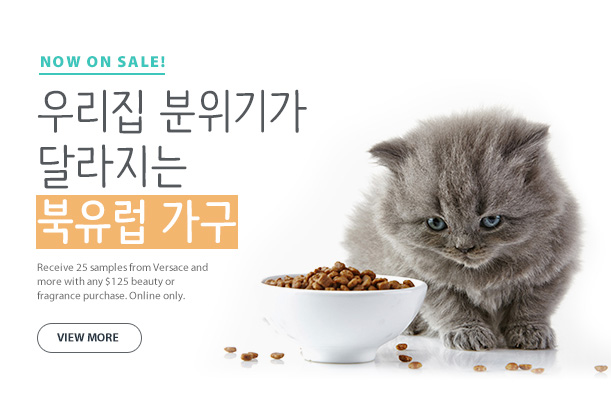 NOW ON SALE!
우리집 분위기가
달라지는
북유럽 가구
Receive 25 samples from Versace and
more with any $125 beauty or
fragrance purchase. Online only.
VIEW MORE